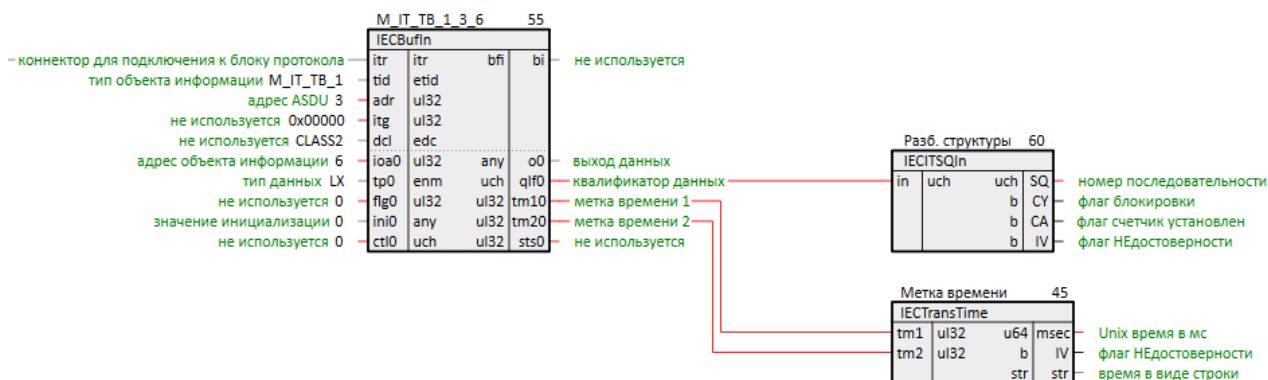 M_IT_TB_1_3_6 55
IECBufIn
коннектор для подключения к блоку протокола itr itr bfi bi не используется
тип объекта информации M_IT_TB_1 tid etid
адрес ASDU 3 adr ul32
не используется 0x00000 itg ul32
не используется CLASS2 dcl edc
адрес объекта информации 6 ioa0 ul32 any o0 выход данных
тип данных LX tp0 enm uch qlf0 квалификатор данных
не используется 0 flg0 ul32 ul32 tm10 метка времени 1
значение инициализации 0 ini0 any ul32 tm20 метка времени 2
не используется 0 ctl0 uch ul32 sts0 не используется
Разб. структуры 60
IECITSQIn
in uch uch SQ номер последовательности
b CY флаг блокировки
b CA флаг счетчик установлен
b IV флаг НЕдостоверности
Метка времени 45
IECTransTime
tm1 ul32 u64 msec Unix время в мс
tm2 ul32 b IV флаг НЕдостоверности
str str время в виде строки